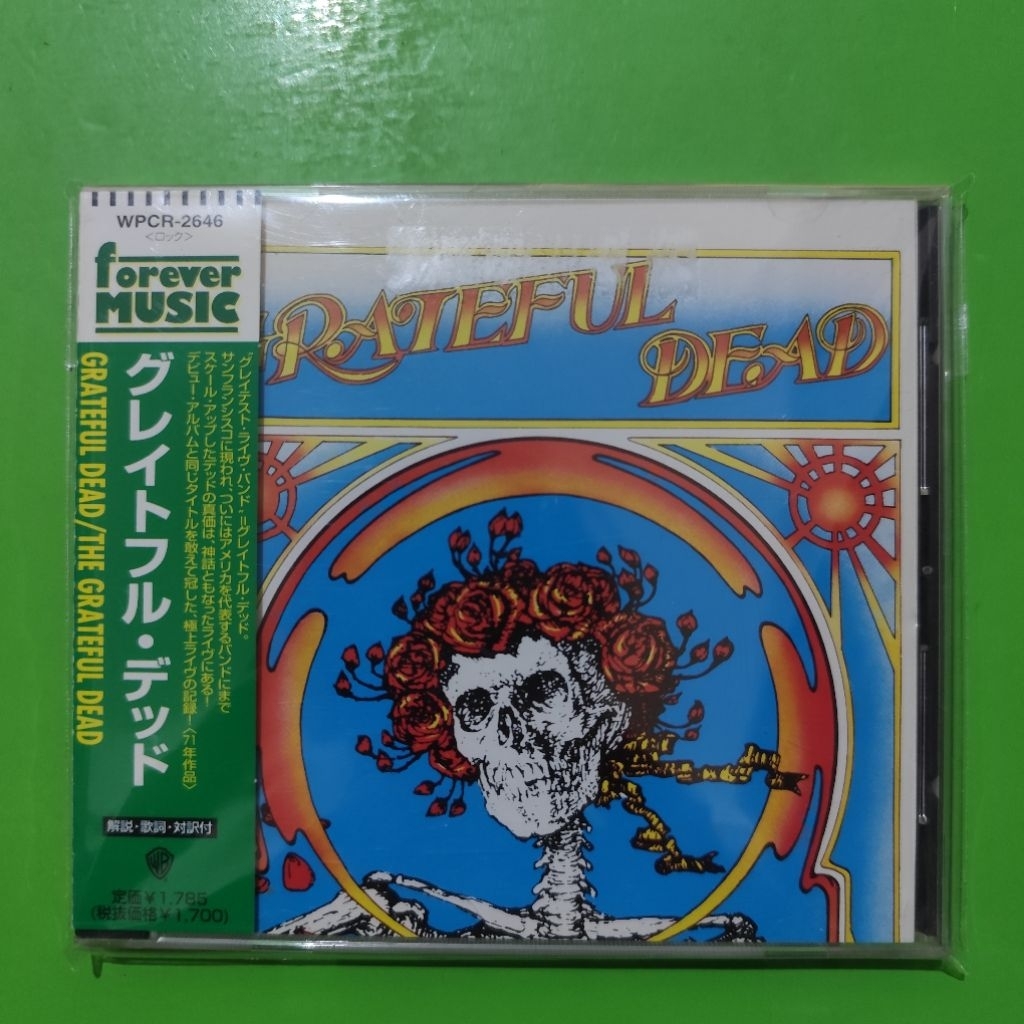 WPCR-2646
<ロック>
forever
MUSIC
グレイトフル・デッド
GRATEFUL DEAD/THE GRATEFUL DEAD
"グレイテスト・ライヴ・バンド"=グレイトフル・デッド。
サンフランシスコに現われ、ついにはアメリカを代表するバンドにまで
スケール・アップしたデッドの真価は、神話ともなったライヴにある!
デビュー・アルバムと同じタイトルを敢えて冠した、極上ライヴの記録!〈71年作品〉
解説・歌詞・対訳付
定価¥1,785
(税抜価格¥1,700)
GRATEFUL
DEAD